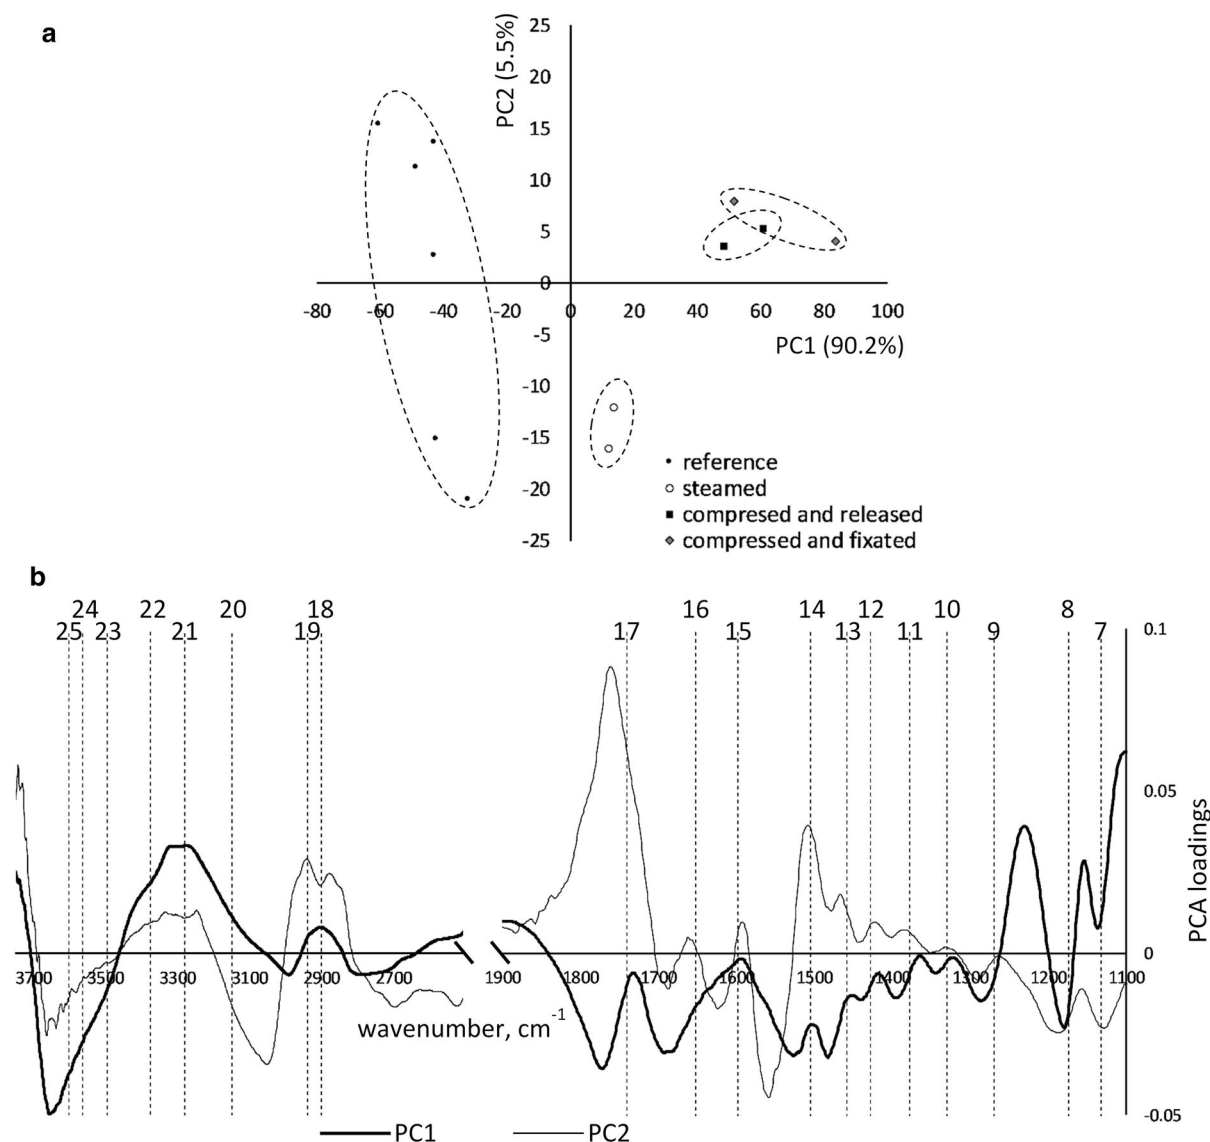 a
PC2 (5.5%)
25
20
15
10
5
0
-5
-10
-15
-20
-25
-80 -60 -40 -20 0 20 40 60 80 100
PC1 (90.2%)
reference
steamed
compresed and released
compressed and fixated
b
24 22 20 18 16 14 12 10 8
25 23 21 19 17 15 13 11 9 7
0.1
0.05
0
-0.05
PCA loadings
3700 3500 3300 3100 2900 2700 1900 1800 1700 1600 1500 1400 1300 1200 1100
wavenumber, cm-1
PC1 PC2